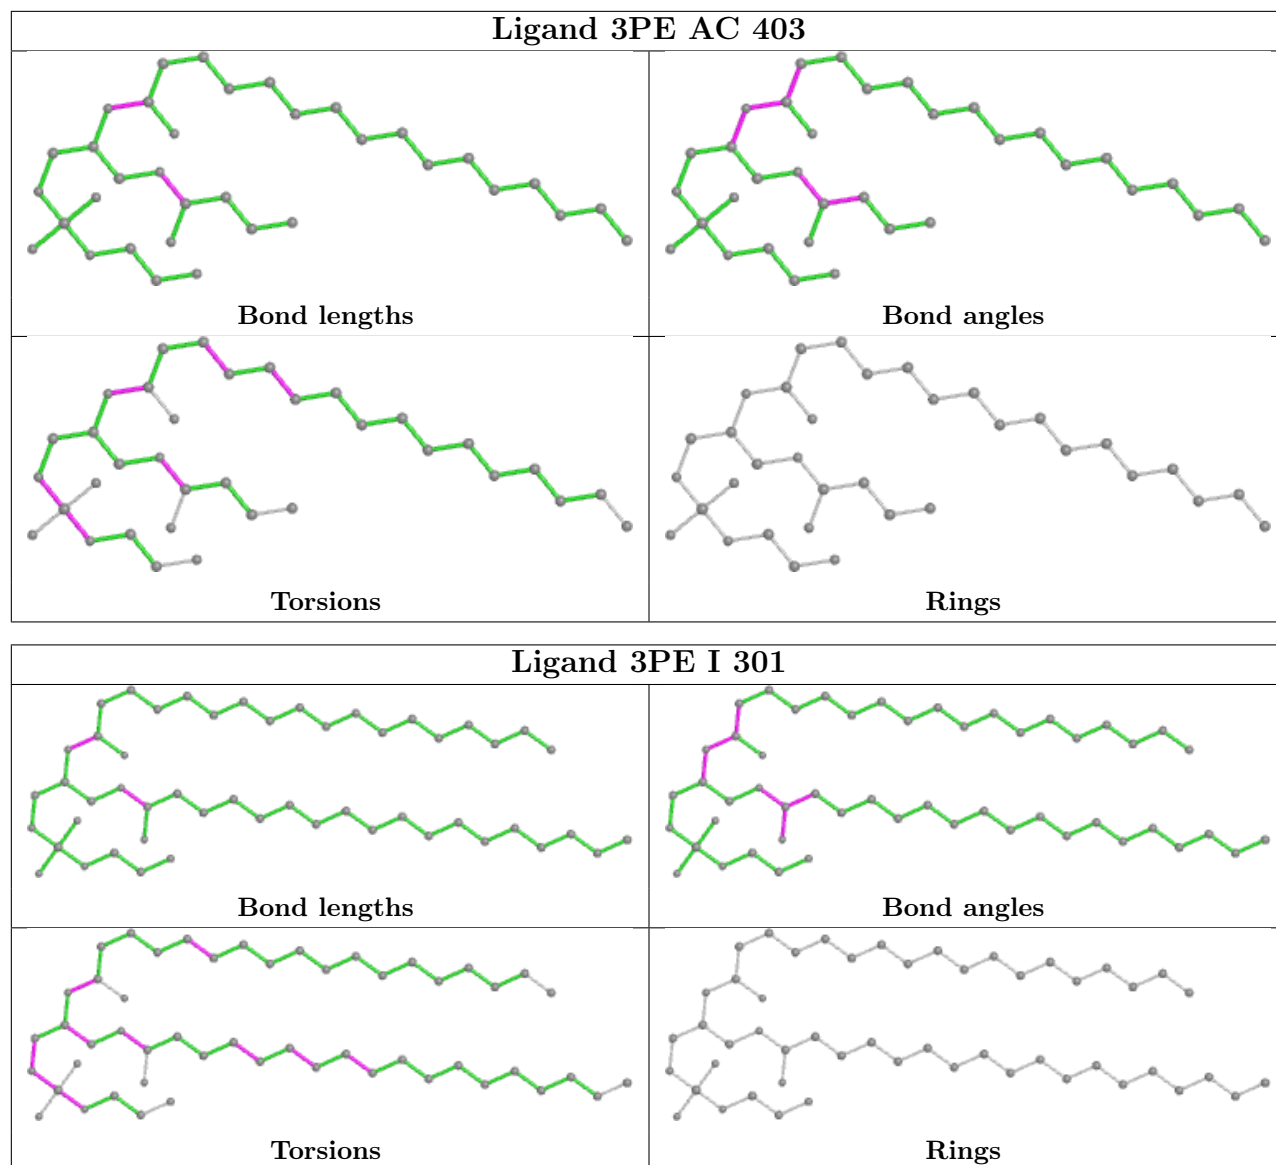 Ligand 3PE AC 403
Bond lengths
Bond angles
Torsions
Rings
Ligand 3PE I 301
Bond lengths
Bond angles
Torsions
Rings